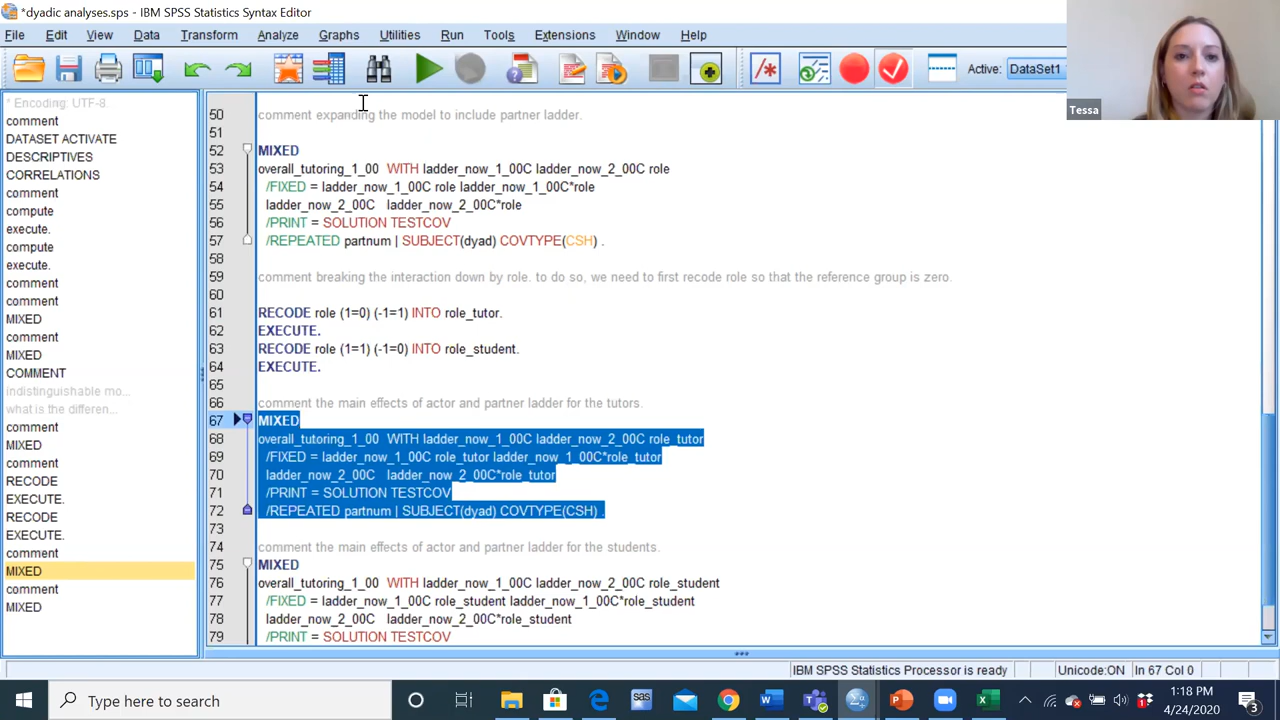 *dyadic analyses.sps - IBM SPSS Statistics Syntax Editor
File Edit View Data Transform Analyze Graphs Utilities Run Tools Extensions Window Help
Active: DataSet1
Tessa
* Encoding: UTF-8
comment
DATASET ACTIVATE
DESCRIPTIVES
CORRELATIONS
comment
compute
execute.
compute
execute.
comment
comment
MIXED
comment
MIXED
COMMENT
indistinguishable mo...
what is the differen...
comment
MIXED
comment
RECODE
EXECUTE.
RECODE
EXECUTE.
comment
MIXED
comment
MIXED
50 comment expanding the model to include partner ladder.
51
52 MIXED
53 overall_tutoring_1_00 WITH ladder_now_1_00C ladder_now_2_00C role
54 /FIXED = ladder_now_1_00C role ladder_now_1_00C*role
55 ladder_now_2_00C ladder_now_2_00C*role
56 /PRINT = SOLUTION TESTCOV
57 /REPEATED partnum | SUBJECT(dyad) COVTYPE(CSH) .
58
59 comment breaking the interaction down by role. to do so, we need to first recode role so that the reference group is zero.
60
61 RECODE role (1=0) (-1=1) INTO role_tutor.
62 EXECUTE.
63 RECODE role (1=1) (-1=0) INTO role_student.
64 EXECUTE.
65
66 comment the main effects of actor and partner ladder for the tutors.
67 MIXED
68 overall_tutoring_1_00 WITH ladder_now_1_00C ladder_now_2_00C role_tutor
69 /FIXED = ladder_now_1_00C role_tutor ladder_now_1_00C*role_tutor
70 ladder_now_2_00C ladder_now_2_00C*role_tutor
71 /PRINT = SOLUTION TESTCOV
72 /REPEATED partnum | SUBJECT(dyad) COVTYPE(CSH) .
73
74 comment the main effects of actor and partner ladder for the students.
75 MIXED
76 overall_tutoring_1_00 WITH ladder_now_1_00C ladder_now_2_00C role_student
77 /FIXED = ladder_now_1_00C role_student ladder_now_1_00C*role_student
78 ladder_now_2_00C ladder_now_2_00C*role_student
79 /PRINT = SOLUTION TESTCOV
IBM SPSS Statistics Processor is ready Unicode:ON In 67 Col 0
Type here to search
sas
1:18 PM
4/24/2020
3